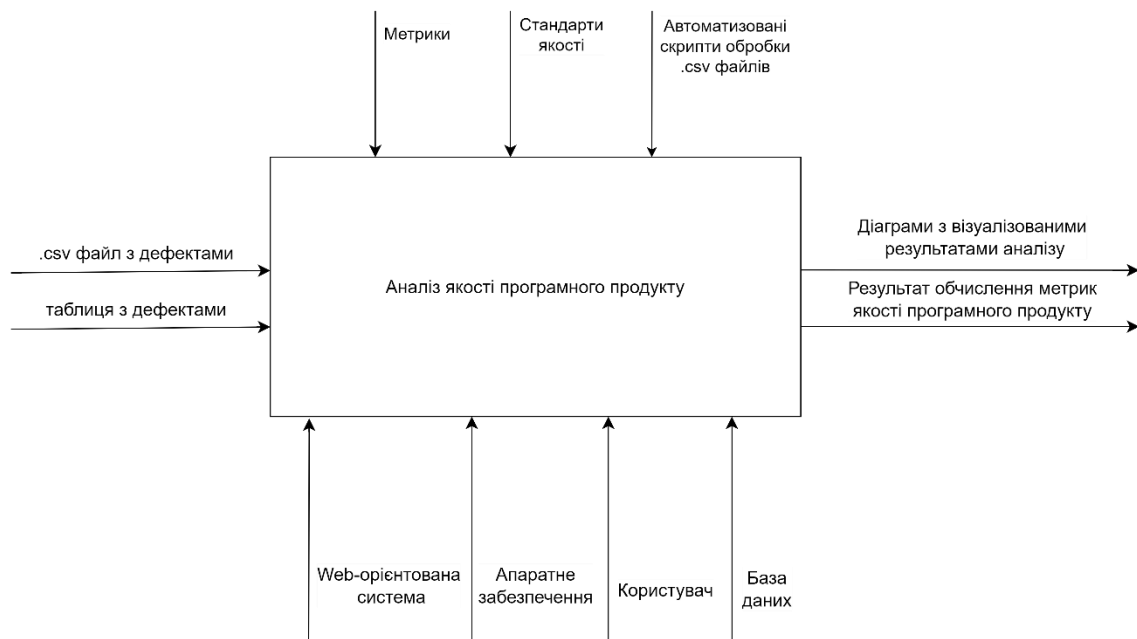 Метрики
Стандарти
якості
Автоматизовані
скрипти обробки
.csv файлів
.csv файл з дефектами
таблиця з дефектами
Аналіз якості програмного продукту
Діаграми з візуалізованими
результатами аналізу
Результат обчислення метрик
якості програмного продукту
Web-орієнтована
система
Апаратне
забезпечення
Користувач
База
даних